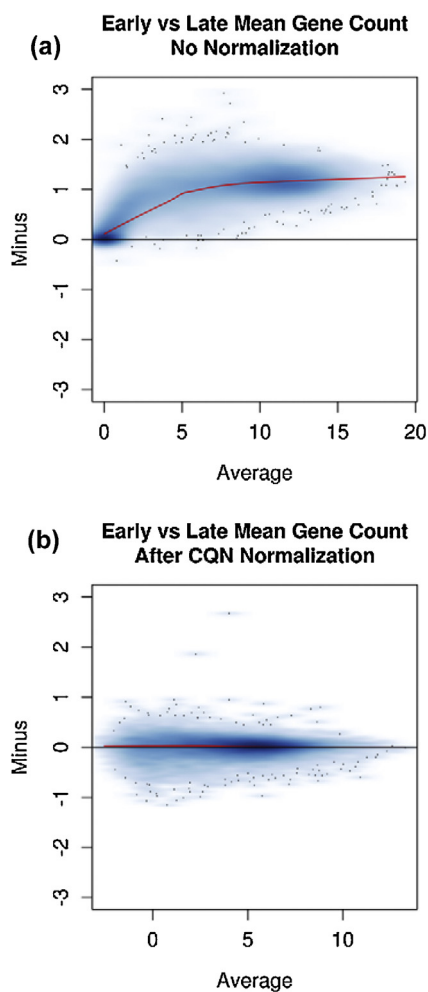 (a)
Early vs Late Mean Gene Count
No Normalization
3
2
1
0
-1
-2
-3
Minus
0 5 10 15 20
Average
(b)
Early vs Late Mean Gene Count
After CQN Normalization
3
2
1
0
-1
-2
-3
Minus
0 5 10
Average